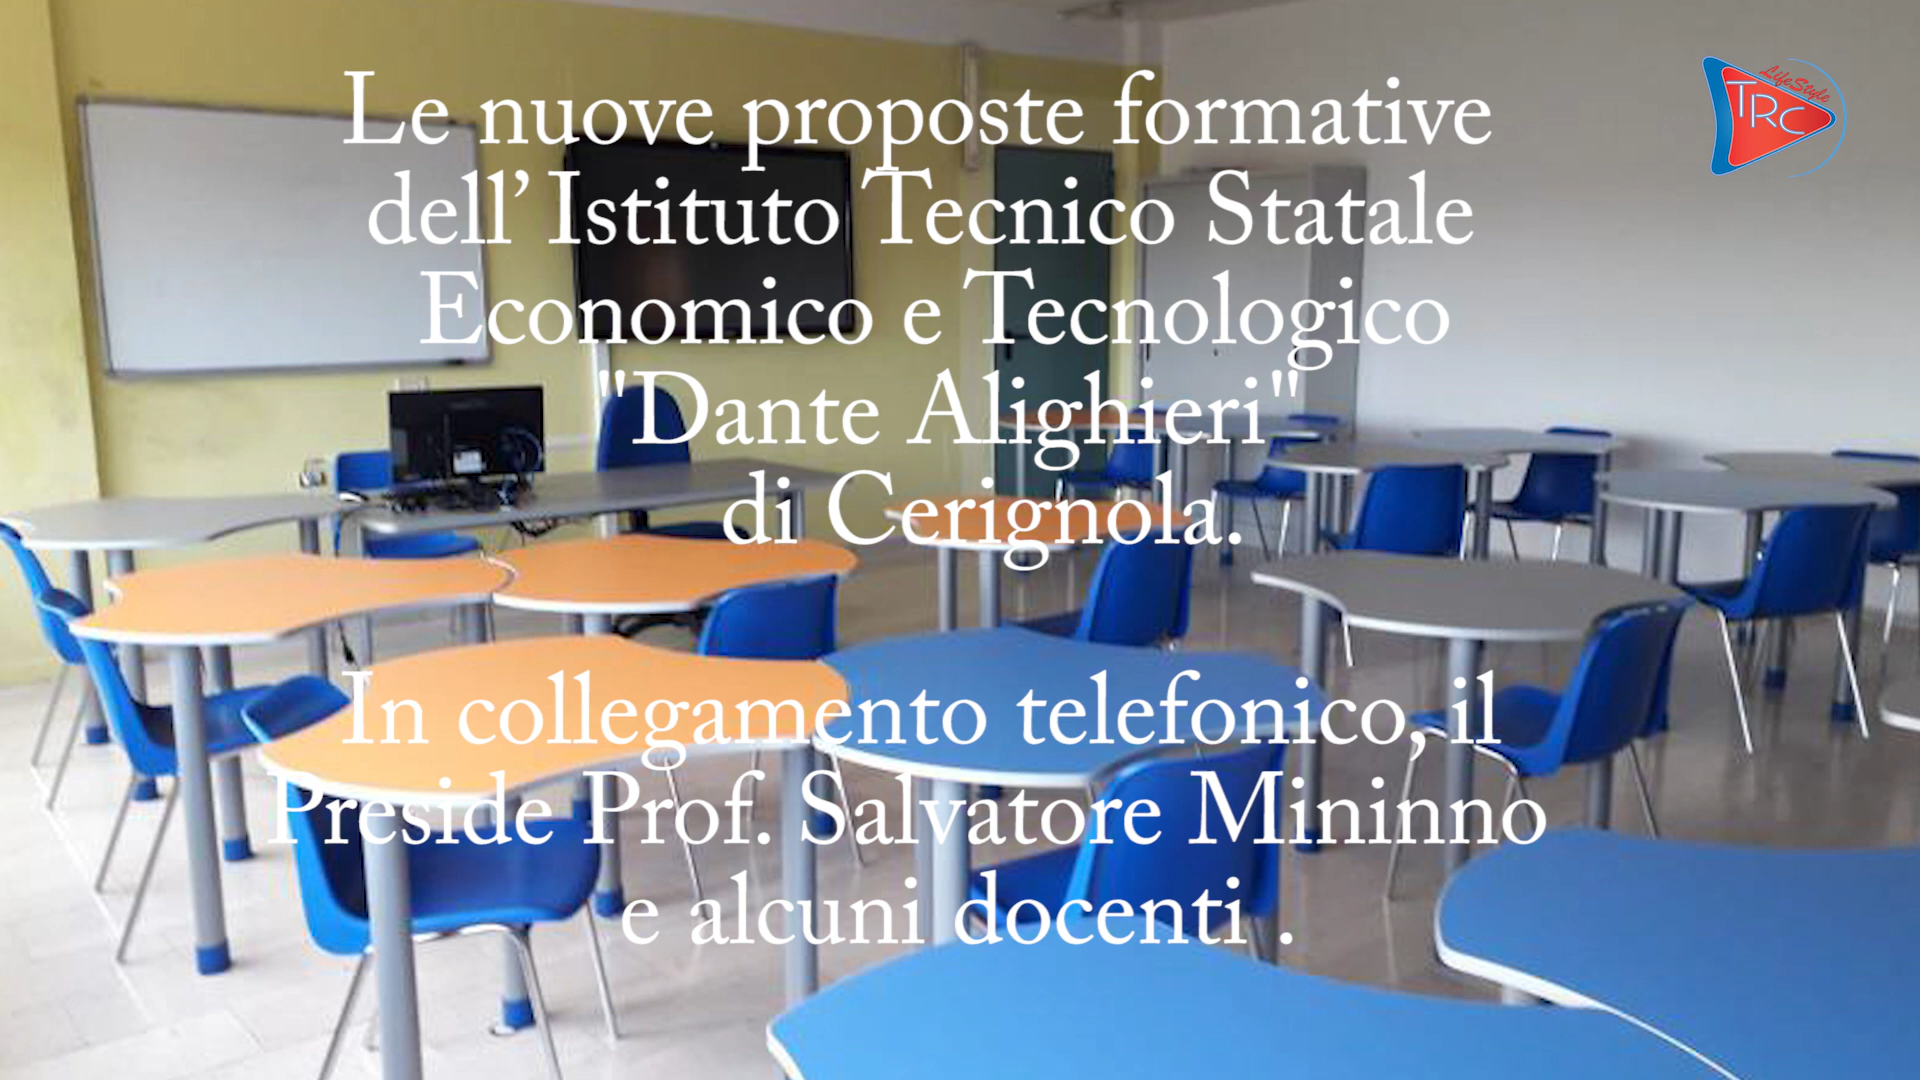 Le nuove proposte formative
dell’ Istituto Tecnico Statale
Economico e Tecnologico
"Dante Alighieri"
di Cerignola.
In collegamento telefonico, il
Preside Prof. Salvatore Mininno
e alcuni docenti .
LifeStyle
TRC